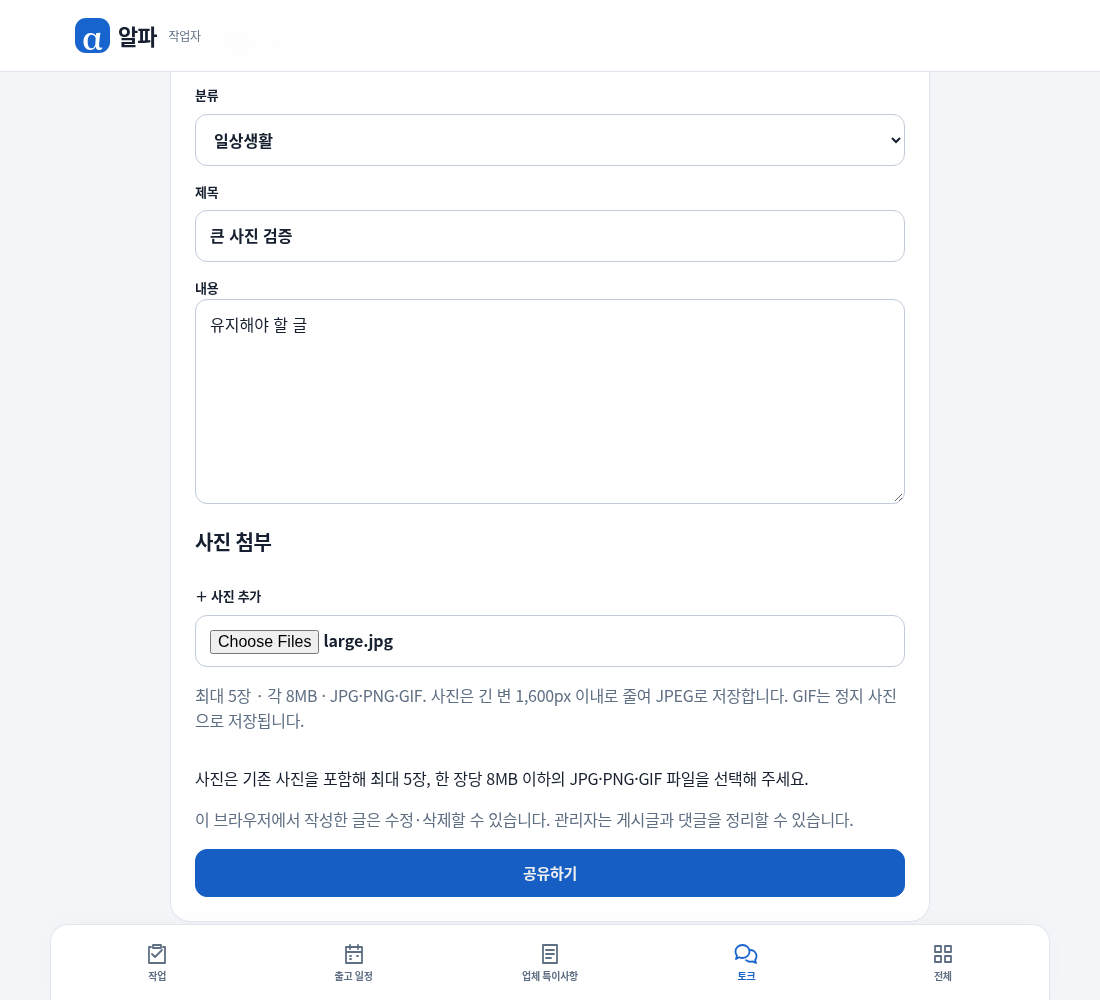 α 알파 작업자
분류
일상생활
제목
큰 사진 검증
내용
유지해야 할 글
사진 첨부
+ 사진 추가
Choose Files large.jpg
최대 5장 · 각 8MB · JPG·PNG·GIF. 사진은 긴 변 1,600px 이내로 줄여 JPEG로 저장합니다. GIF는 정지 사진
으로 저장됩니다.
사진은 기존 사진을 포함해 최대 5장, 한 장당 8MB 이하의 JPG·PNG·GIF 파일을 선택해 주세요.
이 브라우저에서 작성한 글은 수정·삭제할 수 있습니다. 관리자는 게시글과 댓글을 정리할 수 있습니다.
공유하기
작업 출고 일정 업체 특이사항 토크 전체